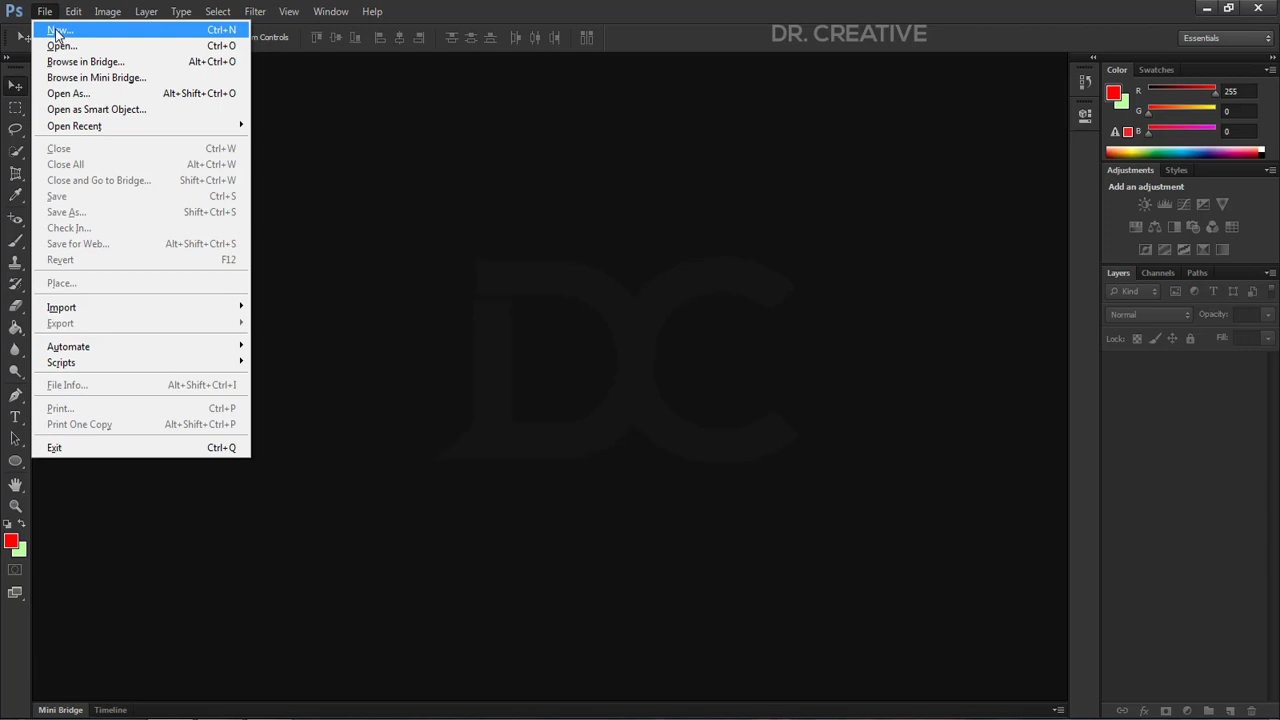 Ps File Edit Image Layer Type Select Filter View Window Help
m Controls
DR. CREATIVE
Essentials
New... Ctrl+N
Open... Ctrl+O
Browse in Bridge... Alt+Ctrl+O
Browse in Mini Bridge...
Open As... Alt+Shift+Ctrl+O
Open as Smart Object...
Open Recent
Close Ctrl+W
Close All Alt+Ctrl+W
Close and Go to Bridge... Shift+Ctrl+W
Save Ctrl+S
Save As... Shift+Ctrl+S
Check In...
Save for Web... Alt+Shift+Ctrl+S
Revert F12
Place...
Import
Export
Automate
Scripts
File Info... Alt+Shift+Ctrl+I
Print... Ctrl+P
Print One Copy Alt+Shift+Ctrl+P
Exit Ctrl+Q
DC
Color Swatches
R 255
G 0
B 0
Adjustments Styles
Add an adjustment
Layers Channels Paths
Kind
Normal Opacity:
Lock: Fill:
Mini Bridge Timeline